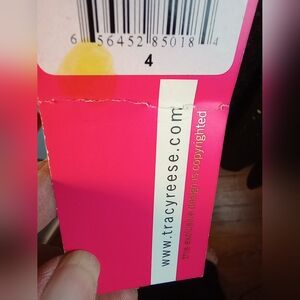 6 56452 85018 4
4
www.tracyreese.com
this exclusive design is copyrighted